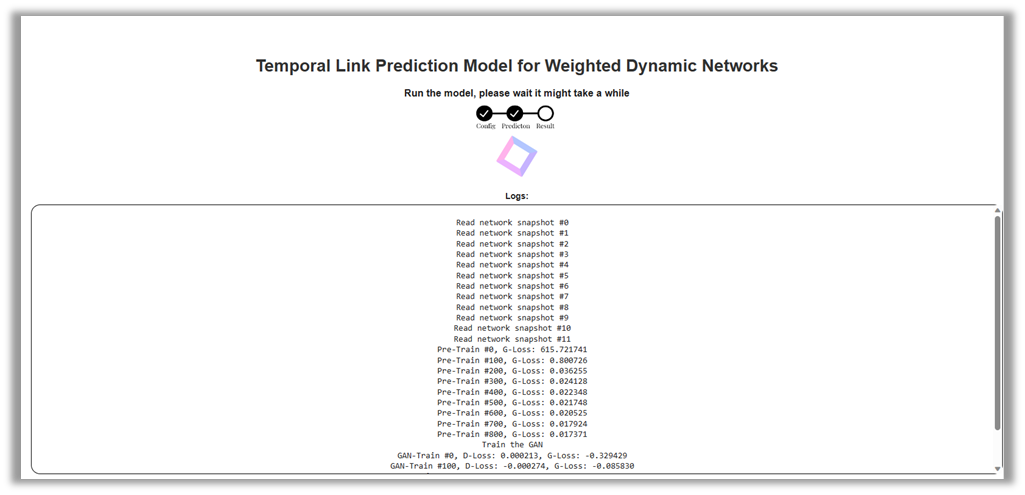 Temporal Link Prediction Model for Weighted Dynamic Networks
Run the model, please wait it might take a while
Config Prediction Result
Logs:
Read network snapshot #0
Read network snapshot #1
Read network snapshot #2
Read network snapshot #3
Read network snapshot #4
Read network snapshot #5
Read network snapshot #6
Read network snapshot #7
Read network snapshot #8
Read network snapshot #9
Read network snapshot #10
Read network snapshot #11
Pre-Train #0, G-Loss: 615.721741
Pre-Train #100, G-Loss: 0.800726
Pre-Train #200, G-Loss: 0.036255
Pre-Train #300, G-Loss: 0.024128
Pre-Train #400, G-Loss: 0.022348
Pre-Train #500, G-Loss: 0.021748
Pre-Train #600, G-Loss: 0.020525
Pre-Train #700, G-Loss: 0.017924
Pre-Train #800, G-Loss: 0.017371
Train the GAN
GAN-Train #0, D-Loss: 0.000213, G-Loss: -0.329429
GAN-Train #100, D-Loss: -0.000274, G-Loss: -0.085830